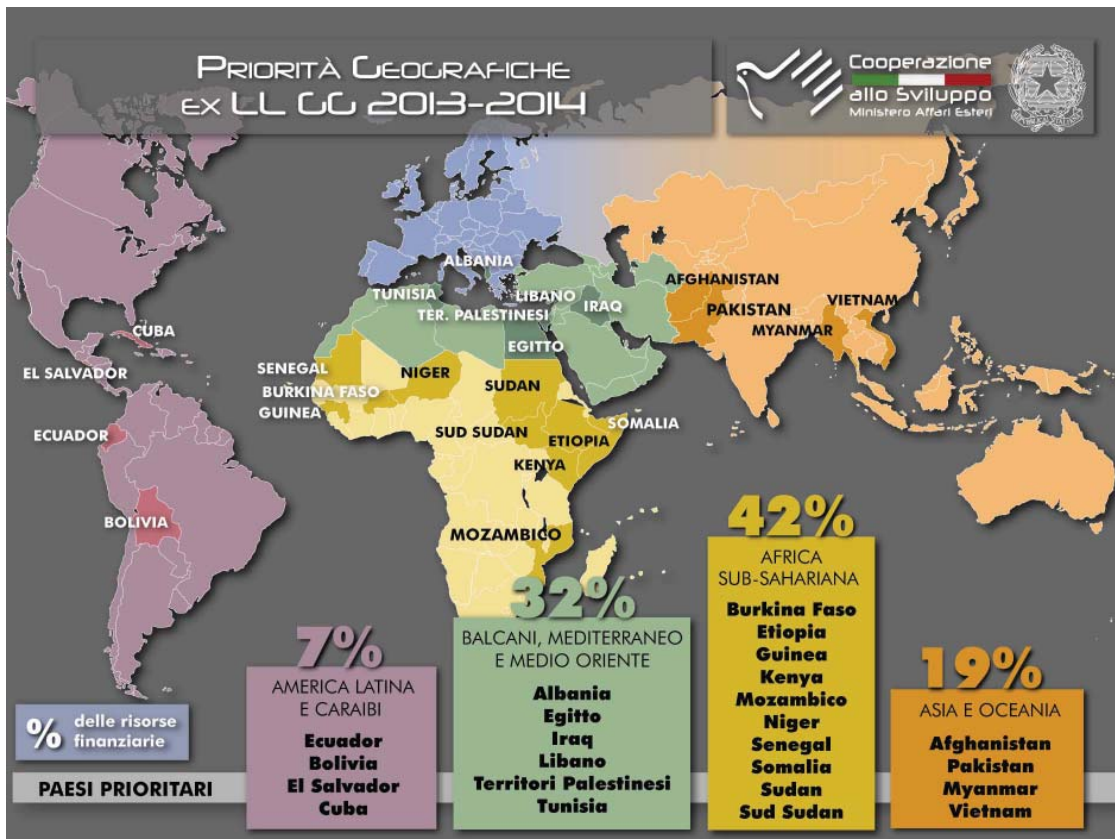 PRIORITÀ GEOGRAFICHE
EX LL GG 2013-2014
Cooperazione
allo Sviluppo
Ministero Affari Esteri
ALBANIA
TUNISIA
LIBANO
TER. PALESTINESI
IRAQ
EGITTO
AFGHANISTAN
PAKISTAN
VIETNAM
MYANMAR
CUBA
EL SALVADOR
ECUADOR
BOLIVIA
SENEGAL
BURKINA FASO
GUINEA
NIGER
SUDAN
SUD SUDAN
ETIOPIA
SOMALIA
KENYA
MOZAMBICO
% delle risorse
finanziarie
PAESI PRIORITARI
7%
AMERICA LATINA
E CARAIBI
Ecuador
Bolivia
El Salvador
Cuba
32%
BALCANI, MEDITERRANEO
E MEDIO ORIENTE
Albania
Egitto
Iraq
Libano
Territori Palestinesi
Tunisia
42%
AFRICA
SUB-SAHARIANA
Burkina Faso
Etiopia
Guinea
Kenya
Mozambico
Niger
Senegal
Somalia
Sudan
Sud Sudan
19%
ASIA E OCEANIA
Afghanistan
Pakistan
Myanmar
Vietnam